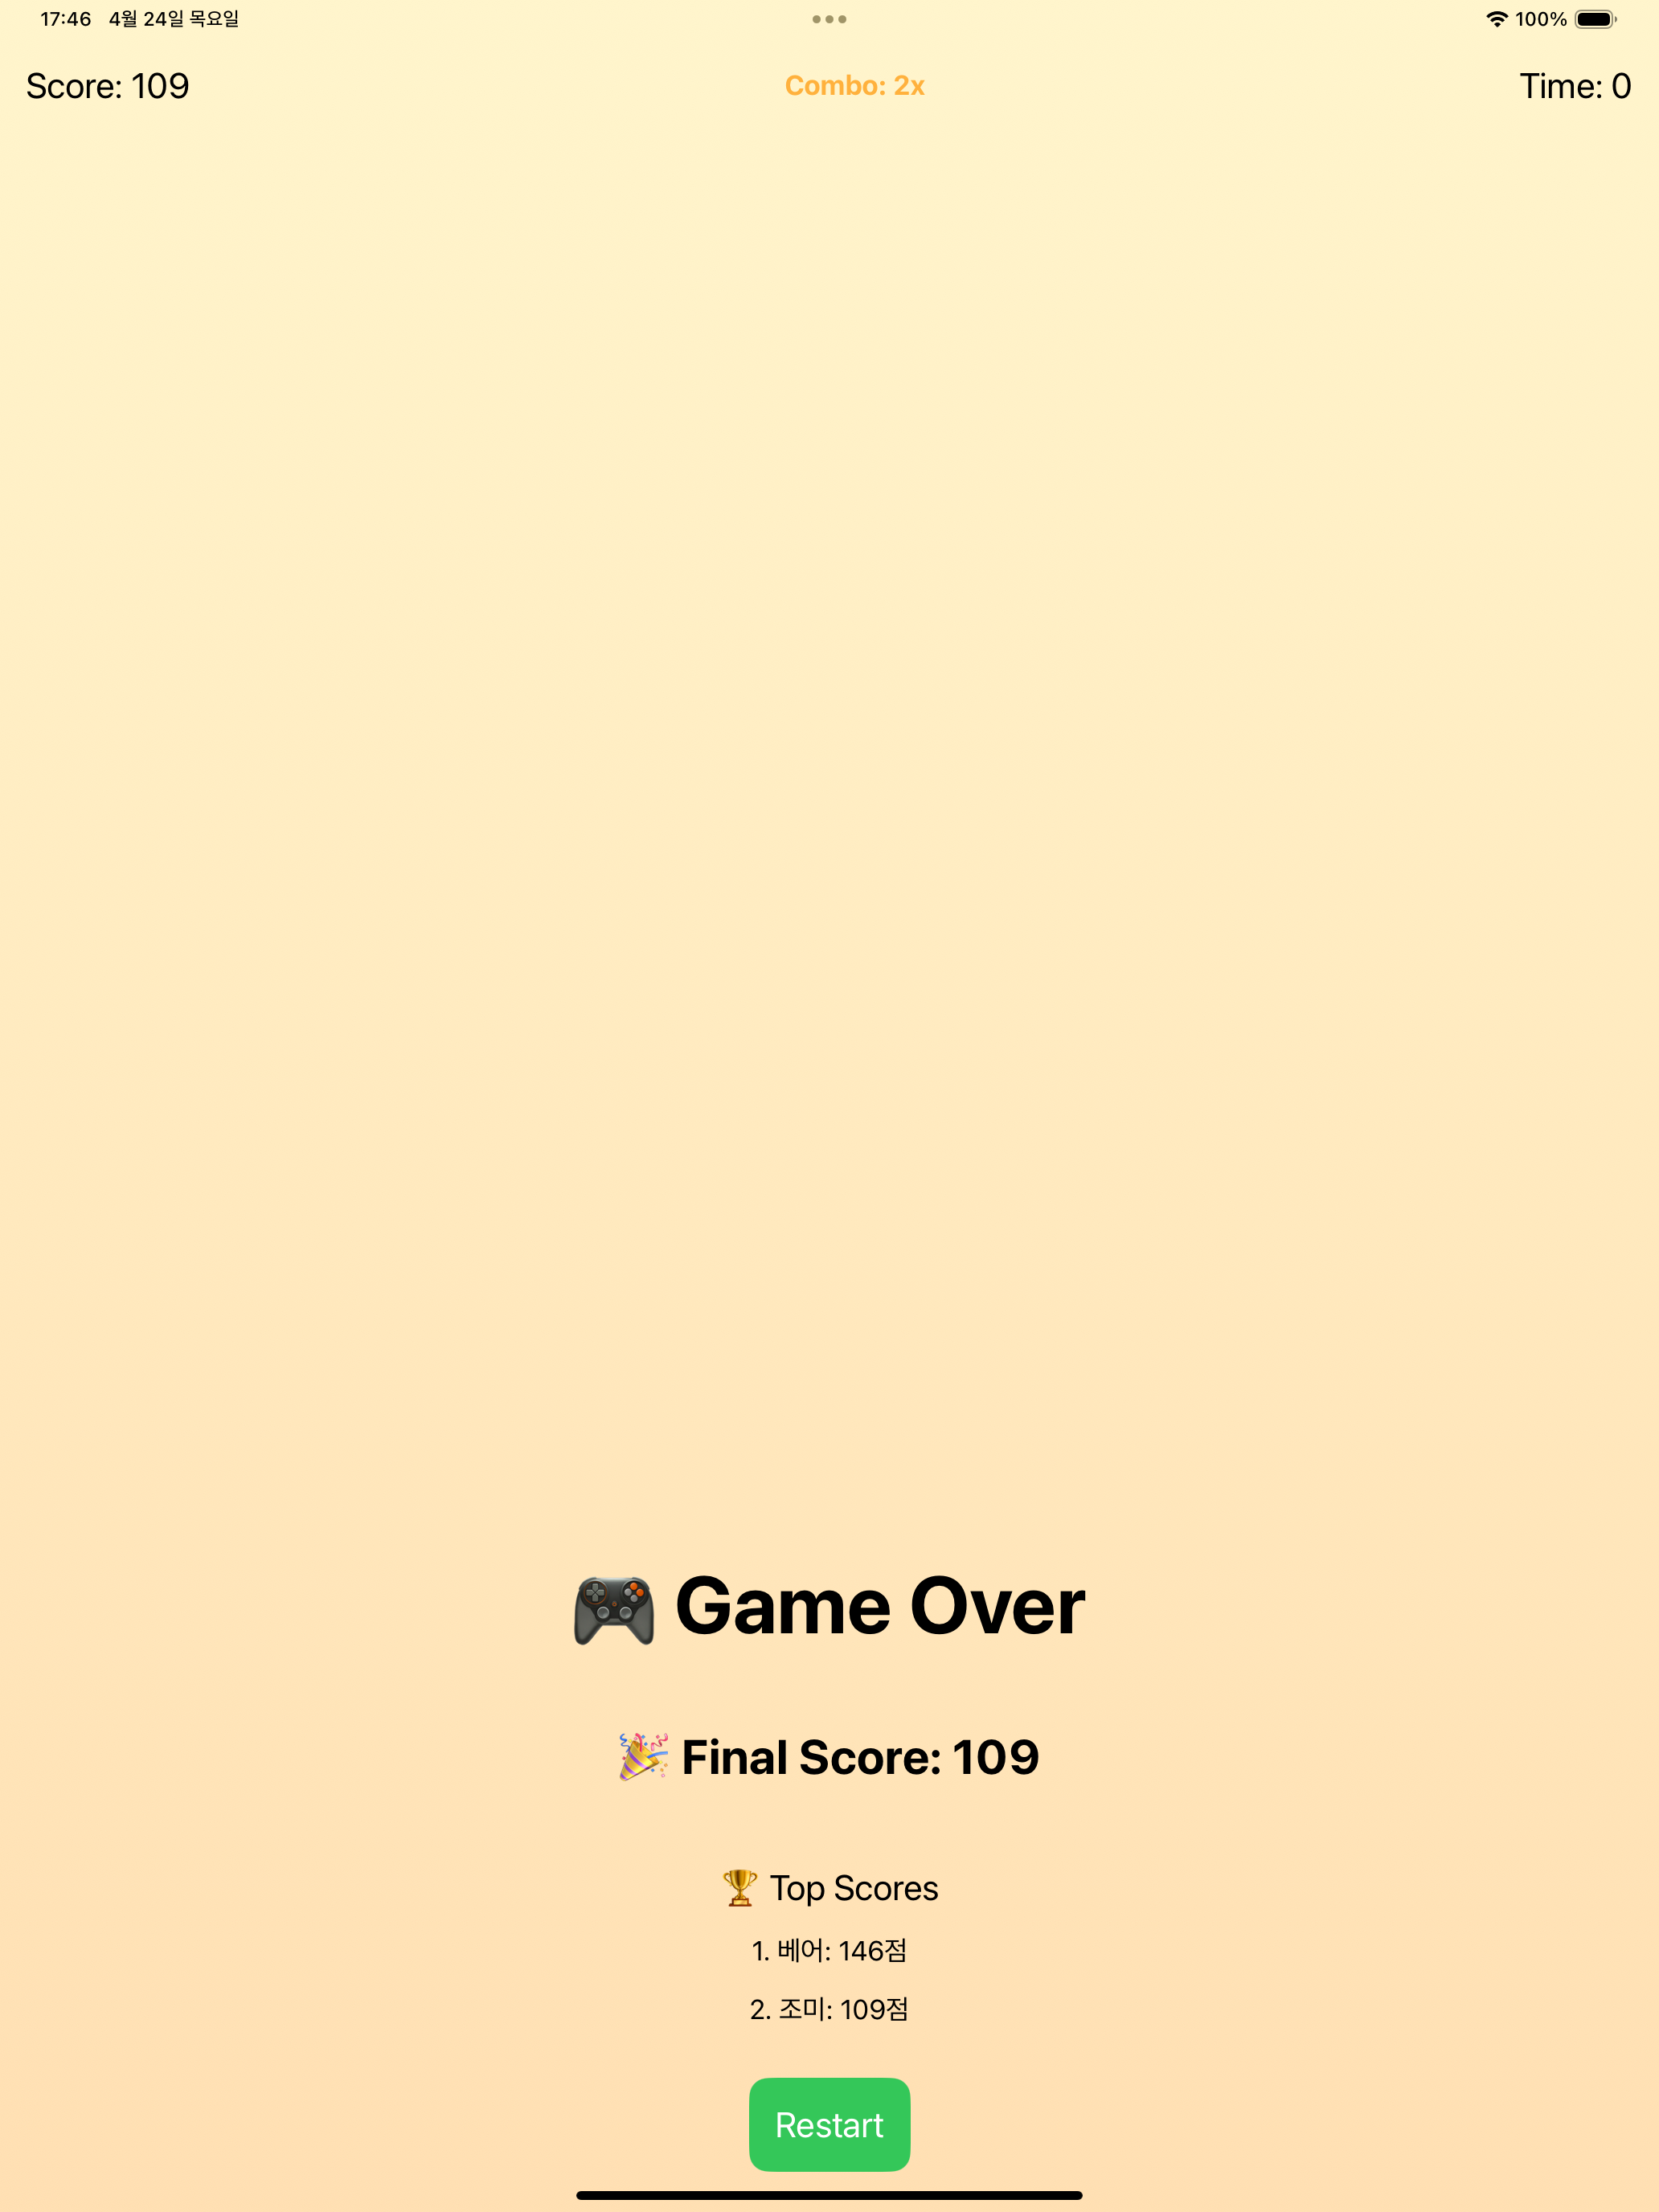 17:46 4월 24일 목요일
100%
Score: 109
Combo: 2x
Time: 0
🎮 Game Over
🎉 Final Score: 109
🏆 Top Scores
1. 베어: 146점
2. 조미: 109점
Restart